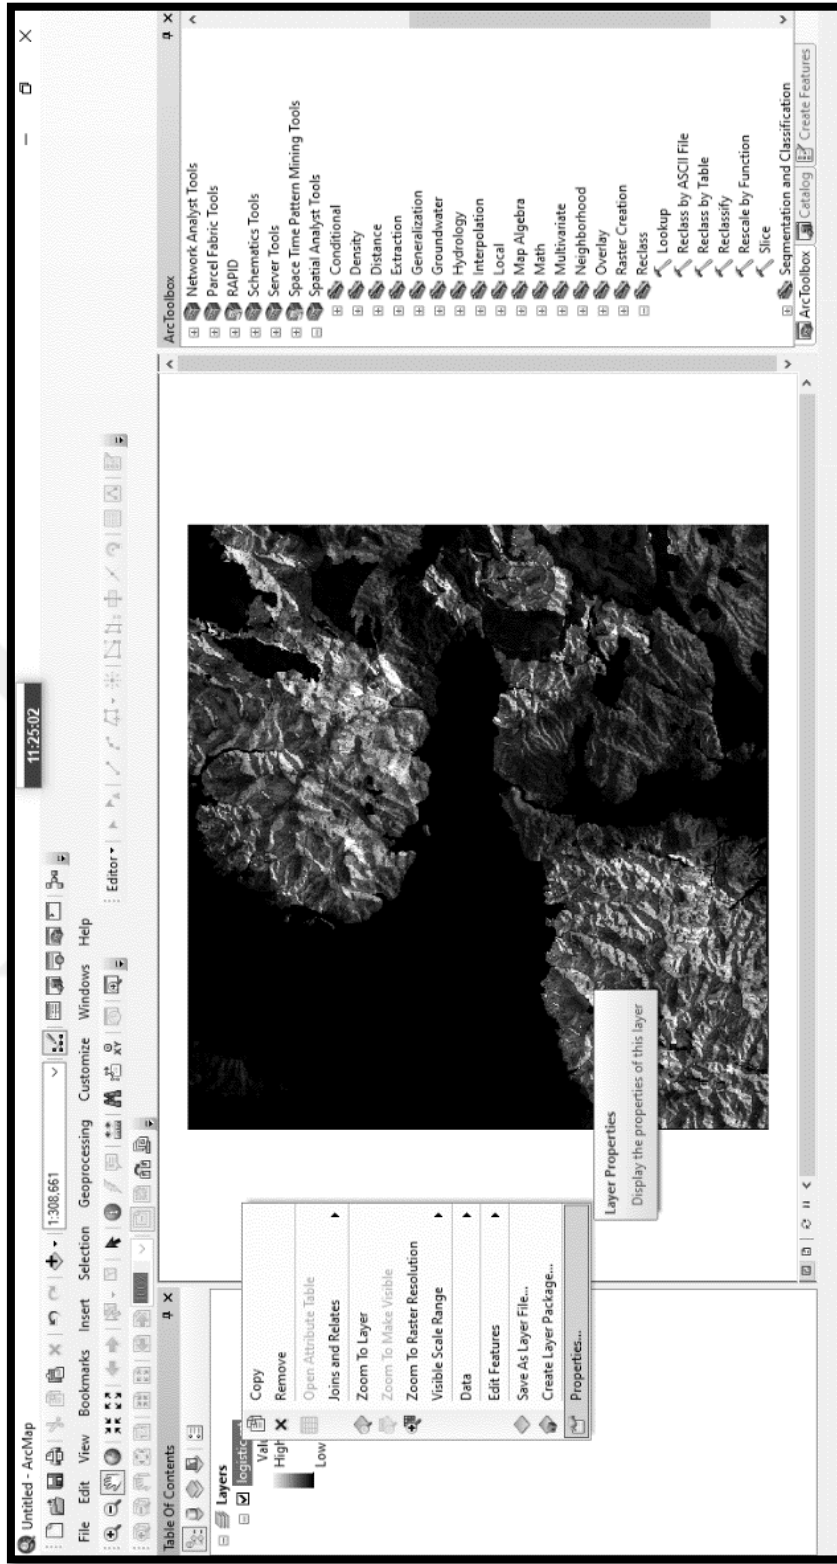 Untitled - ArcMap
11:25:02
1:308.661
File Edit View Bookmarks Insert Selection Geoprocessing Customize Windows Help
Editor
Table Of Contents
Layers
logistic
Valu
High
Low
Copy
Remove
Open Attribute Table
Joins and Relates
Zoom To Layer
Zoom To Make Visible
Zoom To Raster Resolution
Visible Scale Range
Data
Edit Features
Save As Layer File...
Create Layer Package...
Properties...
Layer Properties
Display the properties of this layer
ArcToolbox
Network Analyst Tools
Parcel Fabric Tools
RAPID
Schematics Tools
Server Tools
Space Time Pattern Mining Tools
Spatial Analyst Tools
Conditional
Density
Distance
Extraction
Generalization
Groundwater
Hydrology
Interpolation
Local
Map Algebra
Math
Multivariate
Neighborhood
Overlay
Raster Creation
Reclass
Lookup
Reclass by ASCII File
Reclass by Table
Reclassify
Rescale by Function
Slice
Segmentation and Classification
ArcToolbox Catalog Create Features